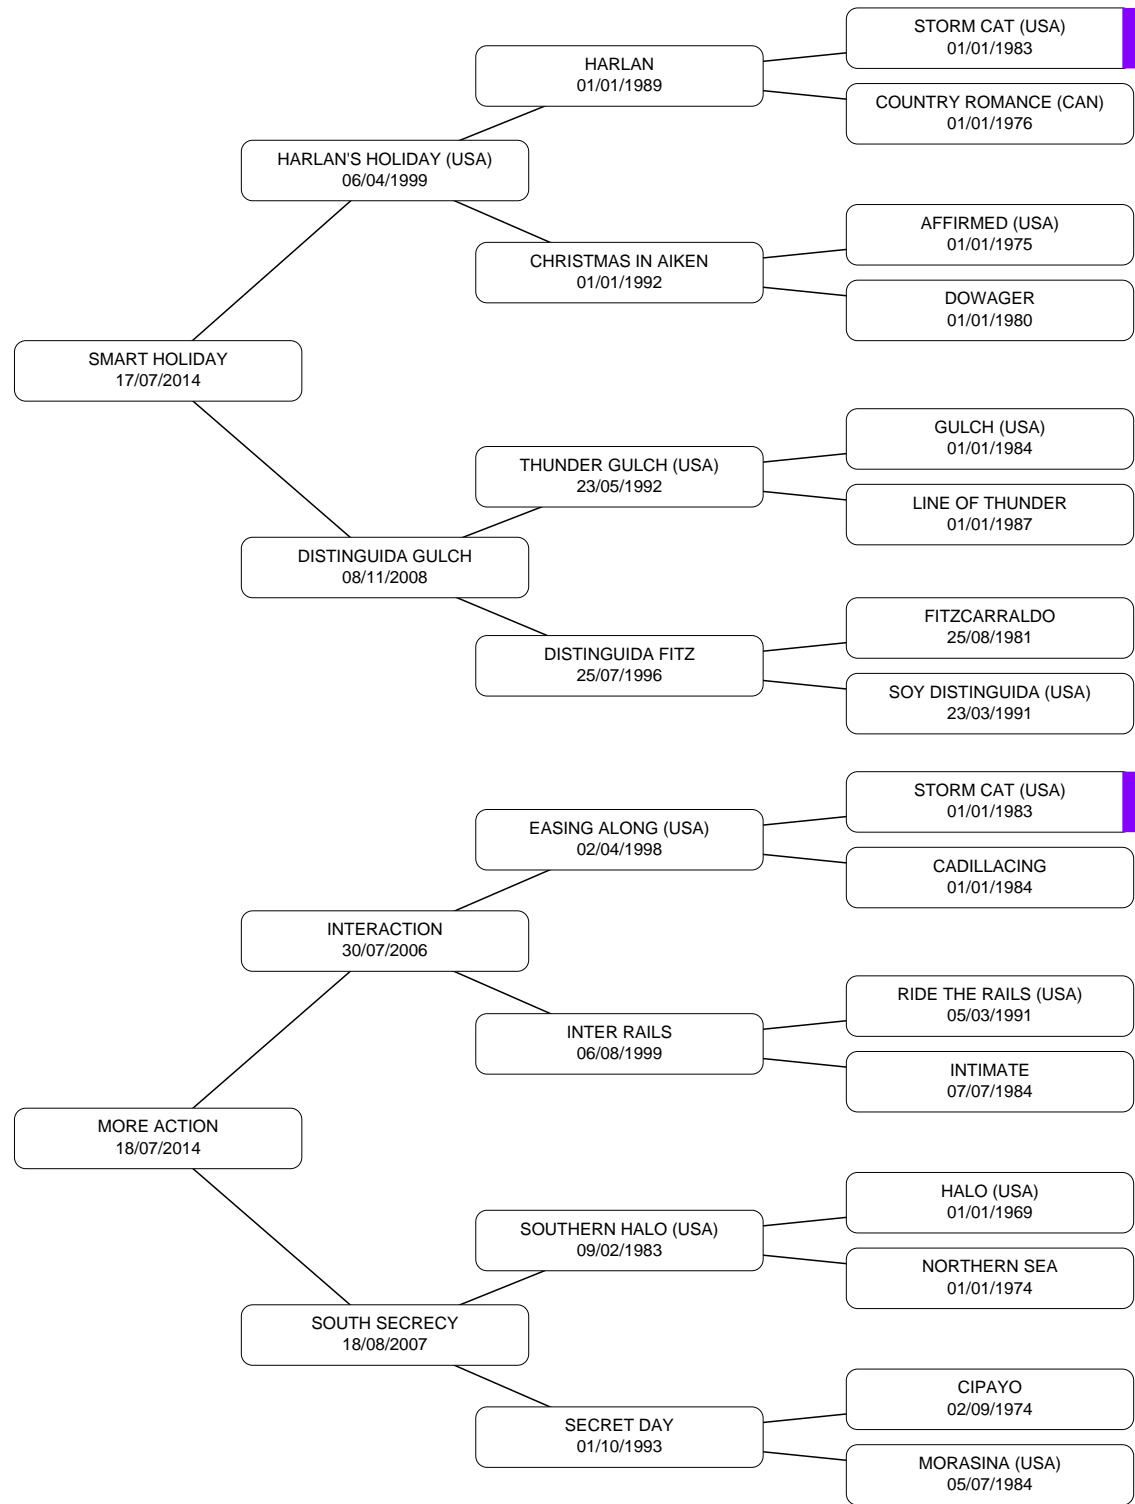 STORM CAT (USA)
01/01/1983
HARLAN
01/01/1989
COUNTRY ROMANCE (CAN)
01/01/1976
HARLAN'S HOLIDAY (USA)
06/04/1999
AFFIRMED (USA)
01/01/1975
CHRISTMAS IN AIKEN
01/01/1992
DOWAGER
01/01/1980
SMART HOLIDAY
17/07/2014
GULCH (USA)
01/01/1984
THUNDER GULCH (USA)
23/05/1992
LINE OF THUNDER
01/01/1987
DISTINGUIDA GULCH
08/11/2008
FITZCARRALDO
25/08/1981
DISTINGUIDA FITZ
25/07/1996
SOY DISTINGUIDA (USA)
23/03/1991
STORM CAT (USA)
01/01/1983
EASING ALONG (USA)
02/04/1998
CADILLACING
01/01/1984
INTERACTION
30/07/2006
RIDE THE RAILS (USA)
05/03/1991
INTER RAILS
06/08/1999
INTIMATE
07/07/1984
MORE ACTION
18/07/2014
HALO (USA)
01/01/1969
SOUTHERN HALO (USA)
09/02/1983
NORTHERN SEA
01/01/1974
SOUTH SECRECY
18/08/2007
CIPAYO
02/09/1974
SECRET DAY
01/10/1993
MORASINA (USA)
05/07/1984